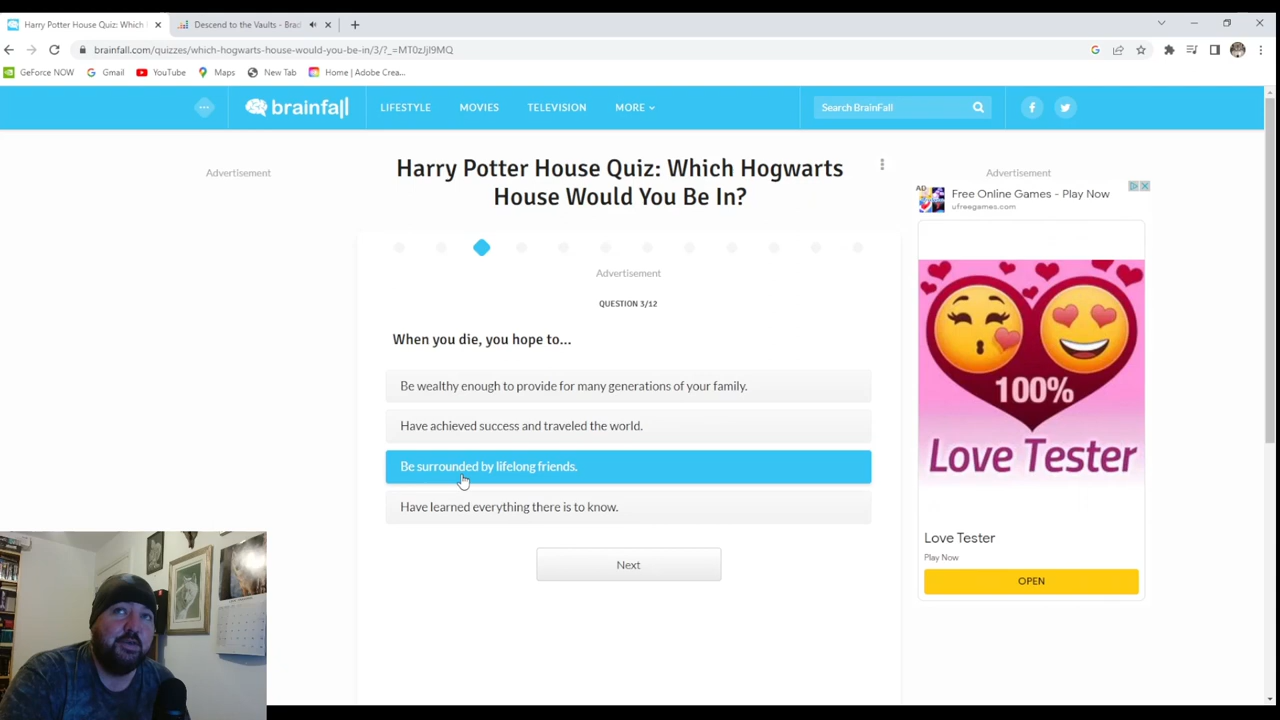 Harry Potter House Quiz: Which
Descend to the Vaults - Brad
brainfall.com/quizzes/which-hogwarts-house-would-you-be-in/3/?_=MT0zJjI9MQ
GeForce NOW
Gmail
YouTube
Maps
New Tab
Home | Adobe Crea...
brainfall
LIFESTYLE
MOVIES
TELEVISION
MORE
Search BrainFall
Harry Potter House Quiz: Which Hogwarts
House Would You Be In?
Advertisement
Advertisement
AD
Free Online Games - Play Now
ufreegames.com
Advertisement
QUESTION 3/12
When you die, you hope to...
Be wealthy enough to provide for many generations of your family.
Have achieved success and traveled the world.
Be surrounded by lifelong friends.
Have learned everything there is to know.
Next
100%
Love Tester
Love Tester
Play Now
OPEN